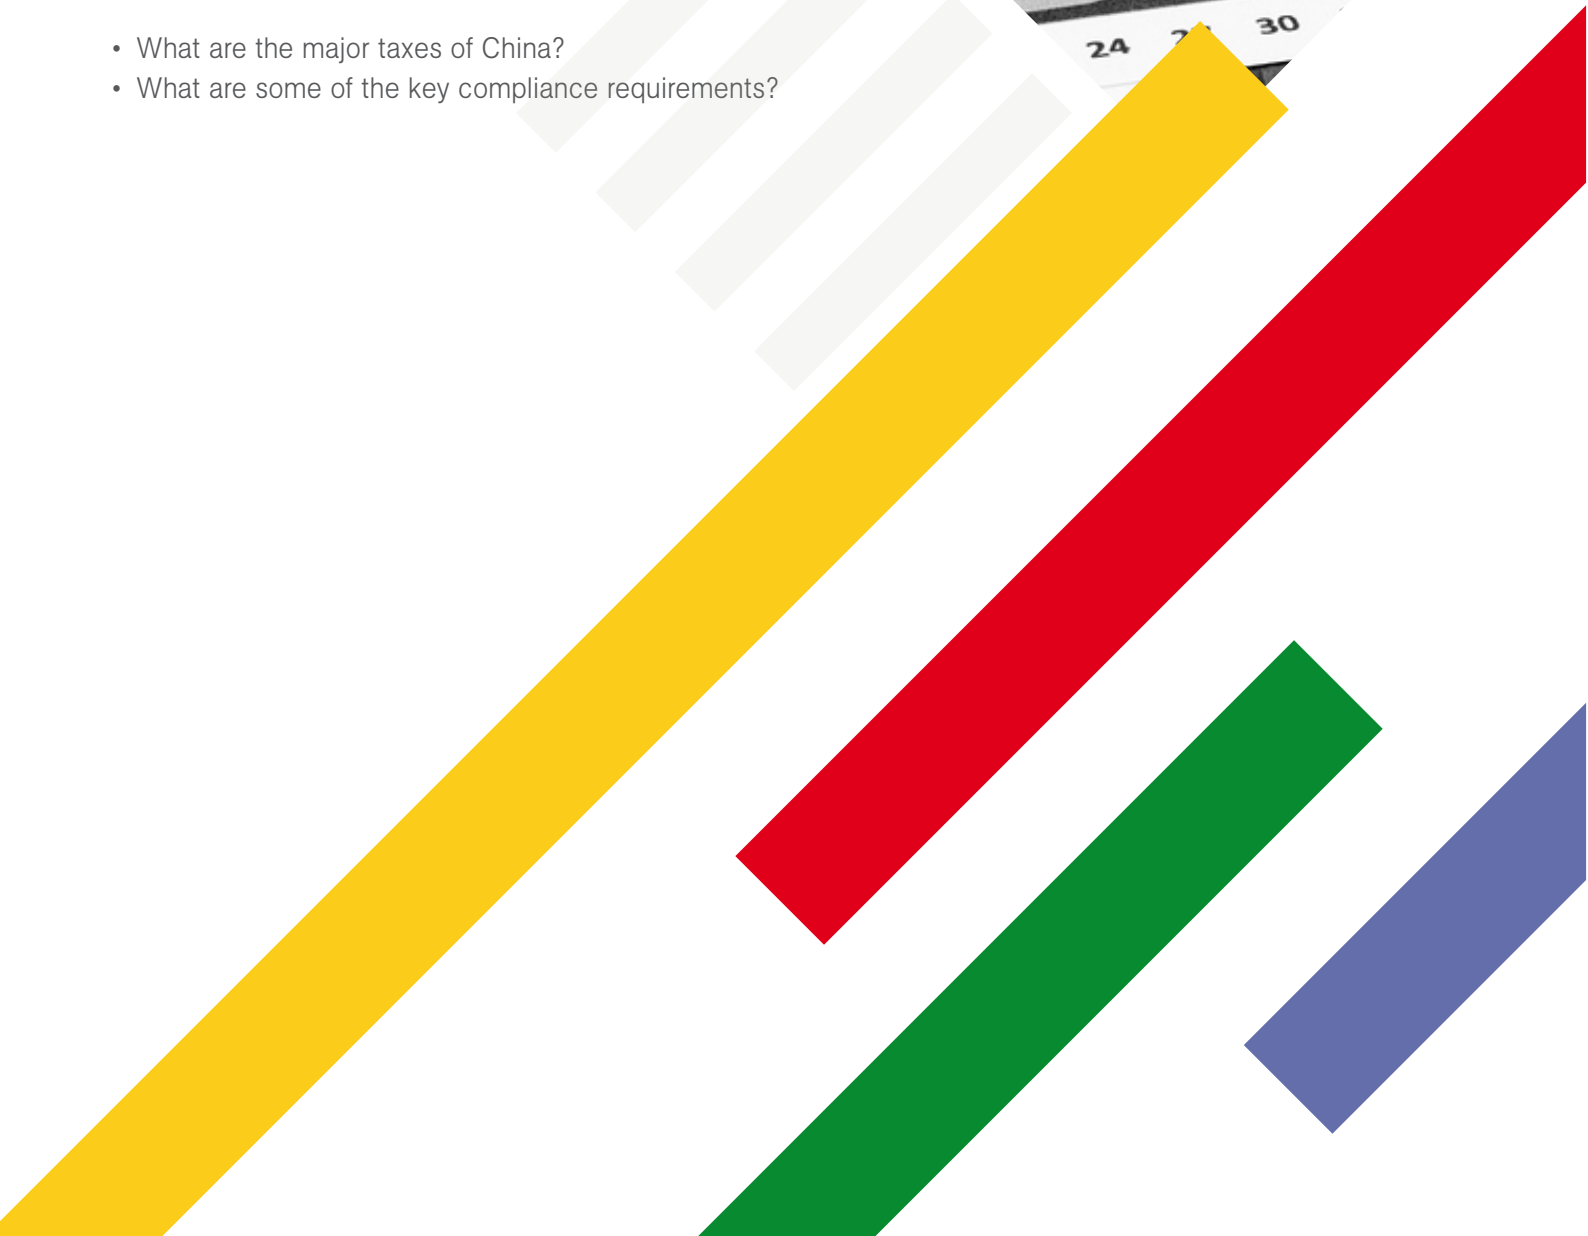 • What are the major taxes of China?
• What are some of the key compliance requirements?
24 30